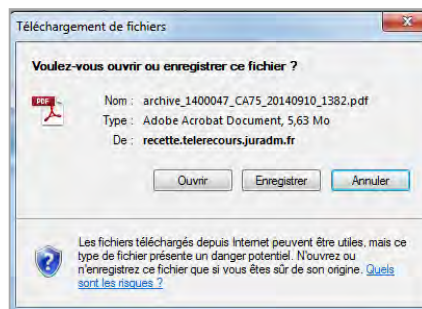 Téléchargement de fichiers
x
Voulez-vous ouvrir ou enregistrer ce fichier ?
PDF
Nom : archive_1400047_CA75_20140910_1382.pdf
Type : Adobe Acrobat Document, 5,63 Mo
De : recette.telerecours.juradm.fr
Ouvrir Enregistrer Annuler
Les fichiers téléchargés depuis Internet peuvent être utiles, mais ce
type de fichier présente un danger potentiel. N'ouvrez ou
n'enregistrez ce fichier que si vous êtes sûr de son origine. Quels
sont les risques ?